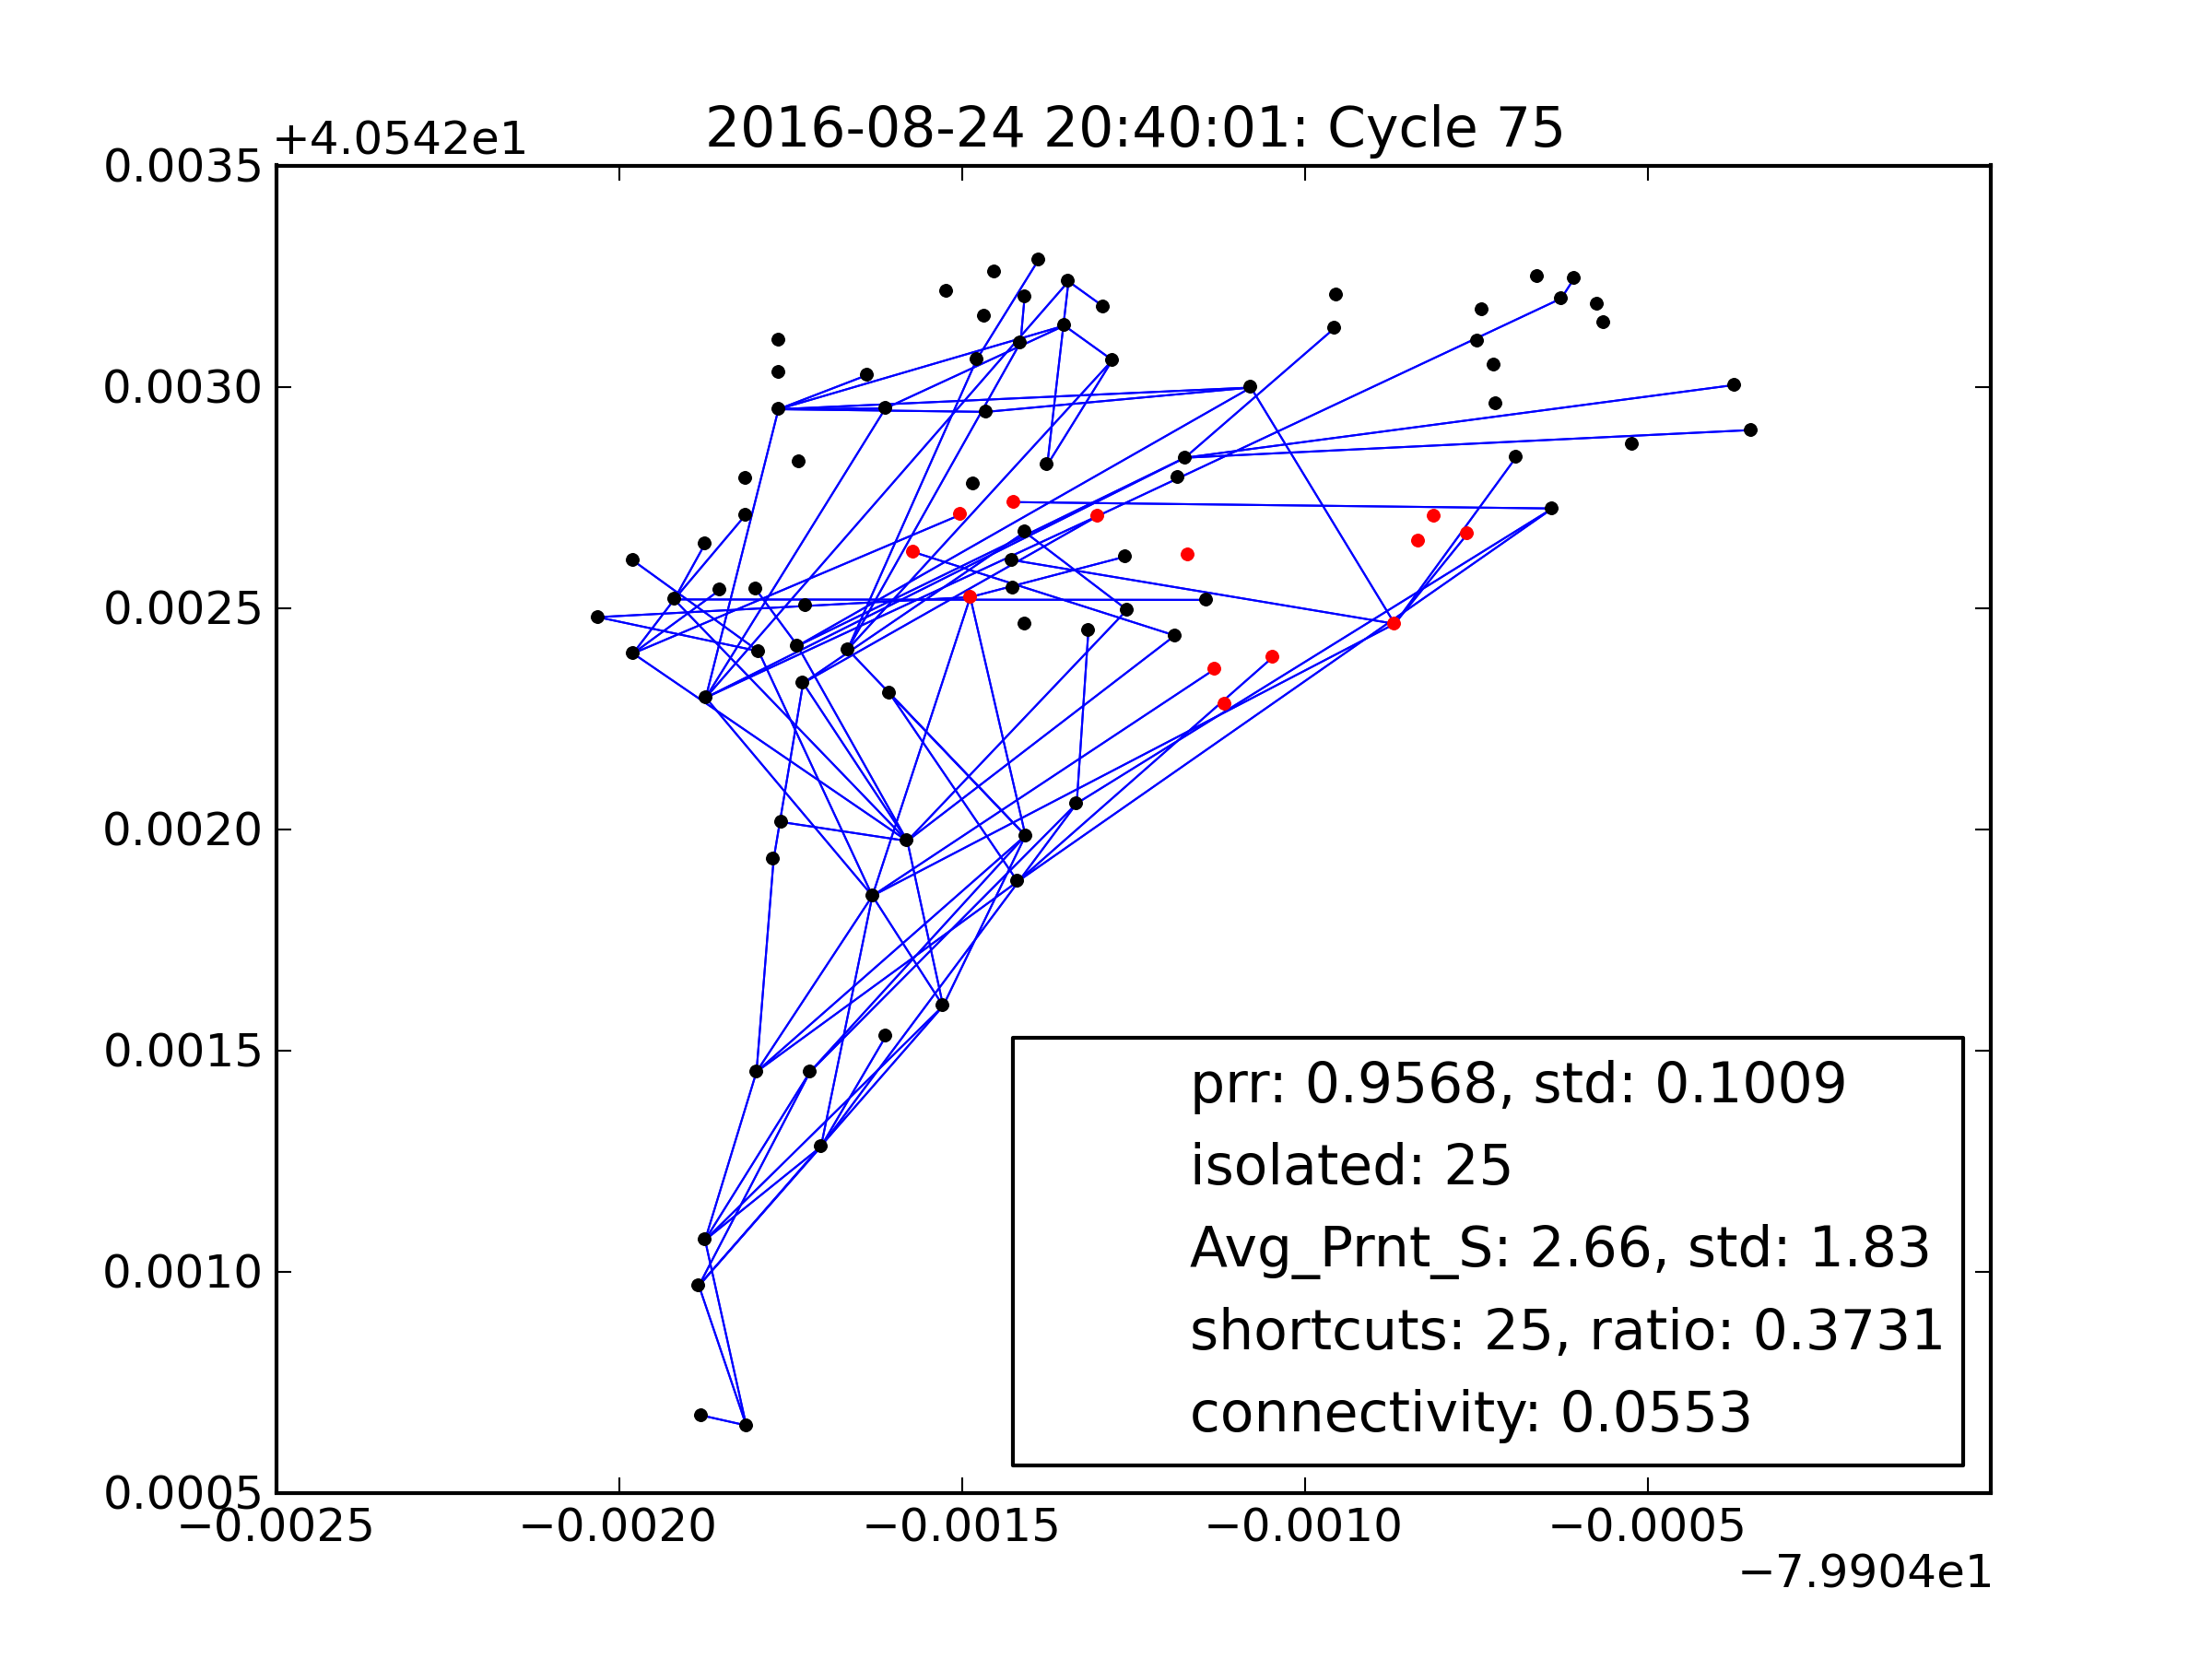 2016-08-24 20:40:01: Cycle 75
+4.0542e1
0.0035
0.0030
0.0025
0.0020
0.0015
0.0010
0.0005
prr: 0.9568, std: 0.1009
isolated: 25
Avg_Prnt_S: 2.66, std: 1.83
shortcuts: 25, ratio: 0.3731
connectivity: 0.0553
−0.0025 −0.0020 −0.0015 −0.0010 −0.0005
−7.9904e1